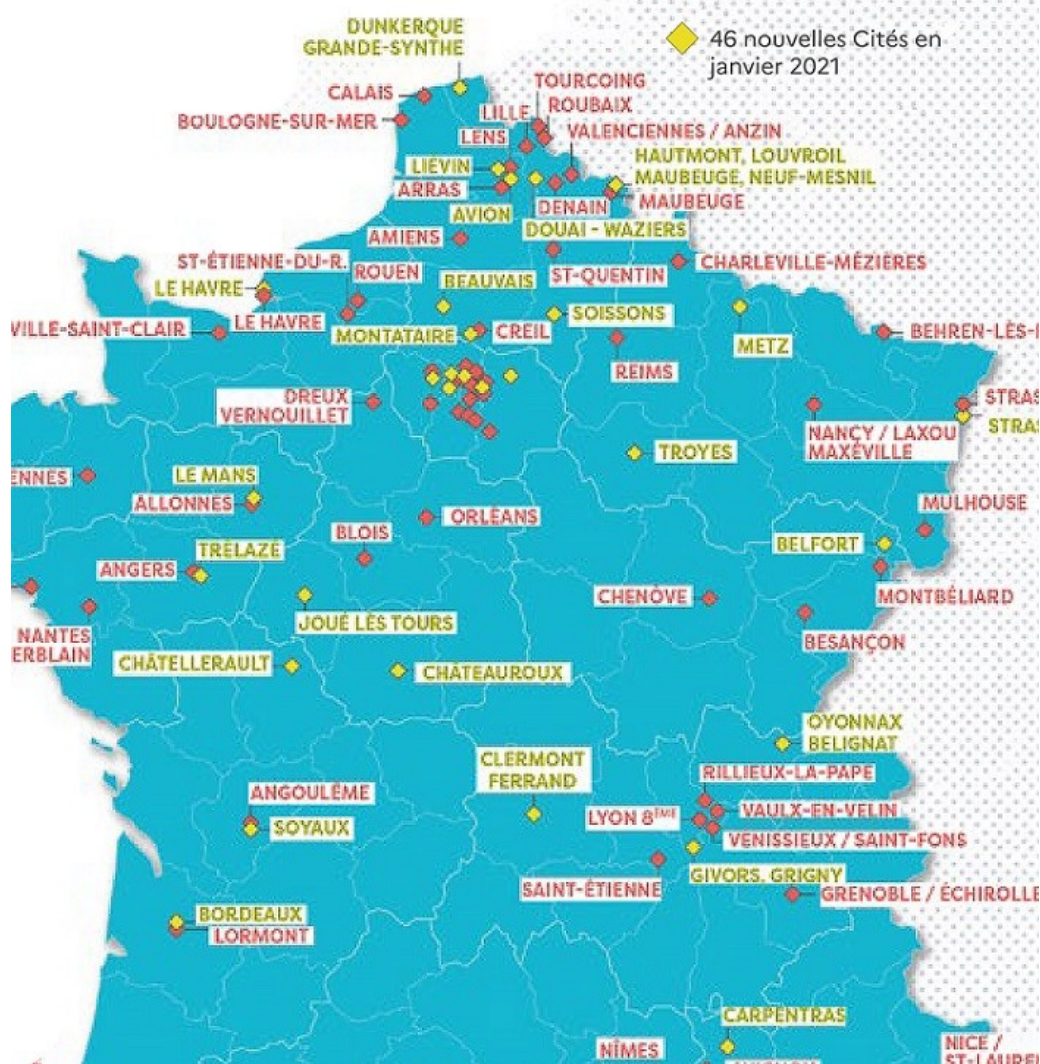 DUNKERQUE
GRANDE-SYNTHE
46 nouvelles Cités en
janvier 2021
CALAIS
TOURCOING
ROUBAIX
BOULOGNE-SUR-MER
LILLE
VALENCIENNES / ANZIN
LENS
HAUTMONT, LOUVROIL
MAUBEUGE, NEUF-MESNIL
LIÉVIN
ARRAS
DENAIN
MAUBEUGE
AVION
DOUAI - WAZIERS
AMIENS
ST-QUENTIN
CHARLEVILLE-MÉZIÈRES
ST-ÉTIENNE-DU-R.
ROUEN
BEAUVAIS
LE HAVRE
LE HAVRE
SOISSONS
VILLE-SAINT-CLAIR
MONTATAIRE
CREIL
METZ
BEHREN-LÈS-F
REIMS
DREUX
VERNOUILLET
STRAS
STRAS
NANCY / LAXOU
MAXÉVILLE
TROYES
ENNES
LE MANS
ALLONNES
ORLÉANS
MULHOUSE
BLOIS
BELFORT
TRÉLAZÉ
ANGERS
CHENÔVE
MONTBÉLIARD
JOUÉ LÈS TOURS
BESANÇON
NANTES
ERBLAIN
CHÂTELLERAULT
CHÂTEAUROUX
OYONNAX
BELIGNAT
CLERMONT
FERRAND
RILLIEUX-LA-PAPE
ANGOULÊME
SOYAUX
LYON 8ÈME
VAULX-EN-VELIN
VENISSIEUX / SAINT-FONS
GIVORS, GRIGNY
SAINT-ÉTIENNE
GRENOBLE / ÉCHIROLLE
BORDEAUX
LORMONT
CARPENTRAS
NÎMES
AVIGNON
NICE /
ST-LAUREN